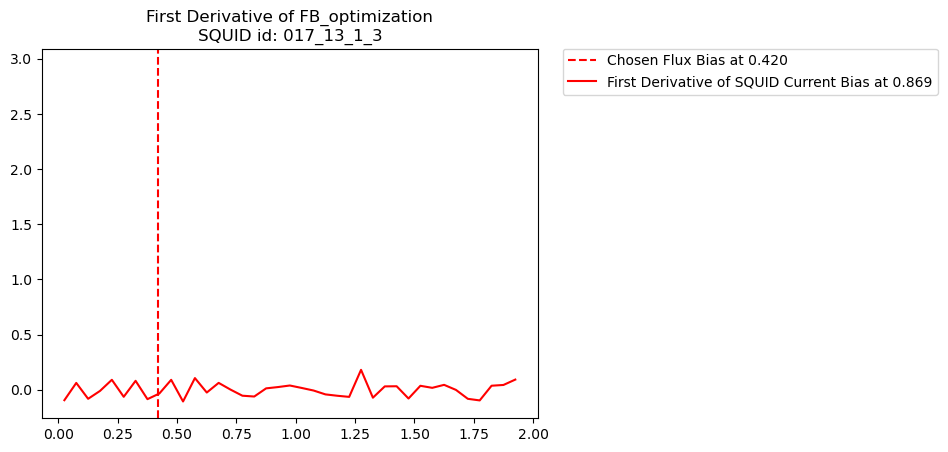 First Derivative of FB_optimization
SQUID id: 017_13_1_3
Chosen Flux Bias at 0.420
First Derivative of SQUID Current Bias at 0.869
3.0
2.5
2.0
1.5
1.0
0.5
0.0
0.00 0.25 0.50 0.75 1.00 1.25 1.50 1.75 2.00